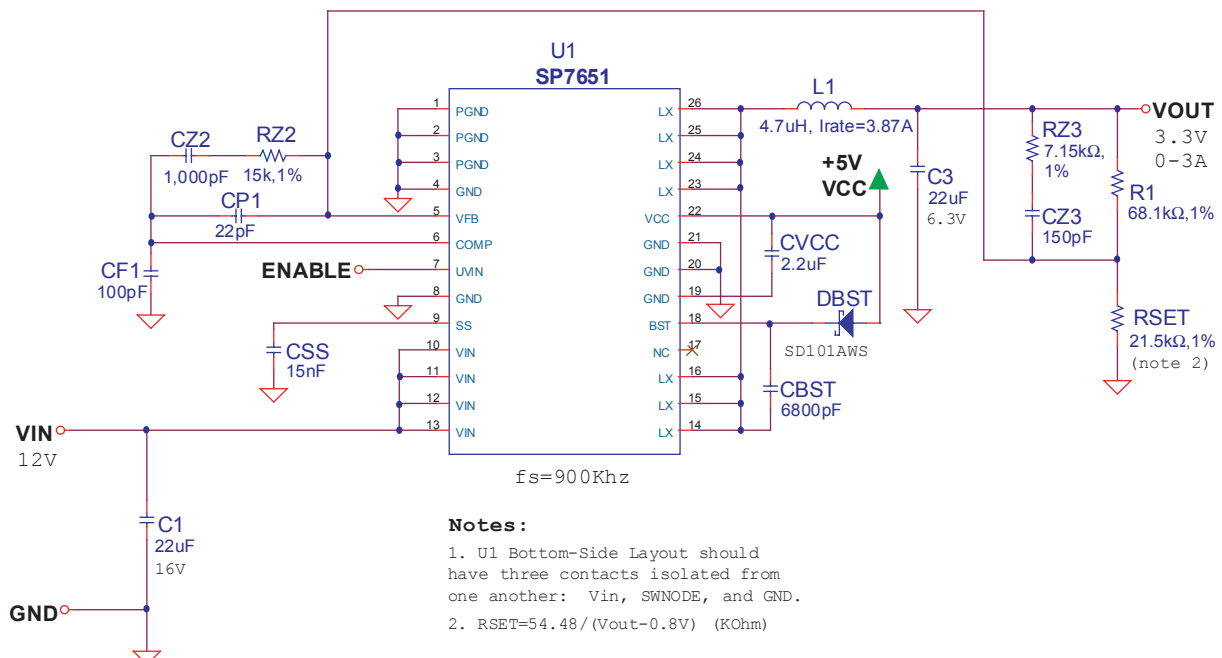 U1
SP7651
1 PGND
2 PGND
3 PGND
4 GND
5 VFB
6 COMP
7 UVIN
8 GND
9 SS
10 VIN
11 VIN
12 VIN
13 VIN
26 LX
25 LX
24 LX
23 LX
22 VCC
21 GND
20 GND
19 GND
18 BST
17 NC
16 LX
15 LX
14 LX
fs=900Khz
CZ2
1,000pF
RZ2
15k,1%
CP1
22pF
CF1
100pF
ENABLE
CSS
15nF
VIN
12V
C1
22uF
16V
GND
L1
4.7uH, Irate=3.87A
+5V
VCC
CVCC
2.2uF
DBST
SD101AWS
CBST
6800pF
C3
22uF
6.3V
RZ3
7.15kΩ,
1%
CZ3
150pF
VOUT
3.3V
0-3A
R1
68.1kΩ,1%
RSET
21.5kΩ,1%
(note 2)
Notes:
1. U1 Bottom-Side Layout should
have three contacts isolated from
one another: Vin, SWNODE, and GND.
2. RSET=54.48/(Vout-0.8V) (KOhm)